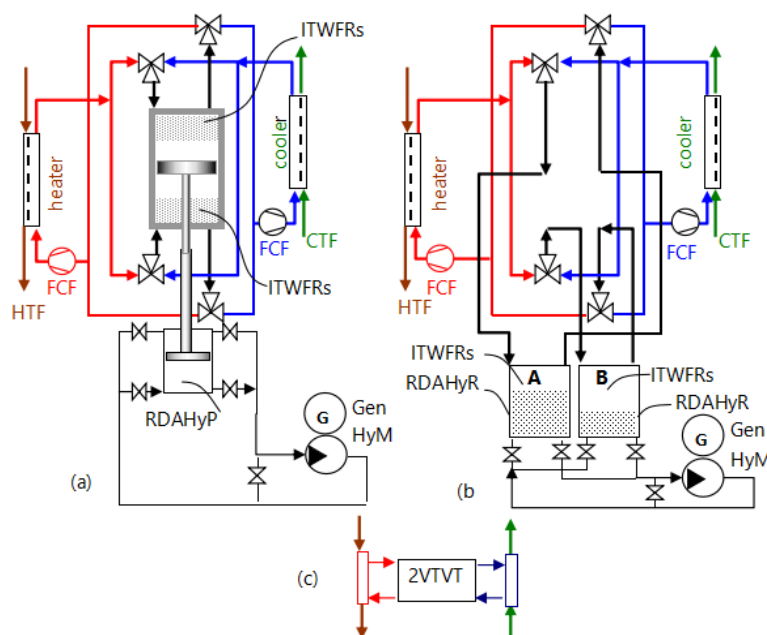 ITWFRs
heater
cooler
FCF
FCF
HTF
CTF
ITWFRs
RDAHyP
G
Gen
HyM
(a)
heater
cooler
FCF
FCF
HTF
CTF
ITWFRs
RDAHyR
A
B
ITWFRs
RDAHyR
G
Gen
HyM
(b)
(c)
2VTVT